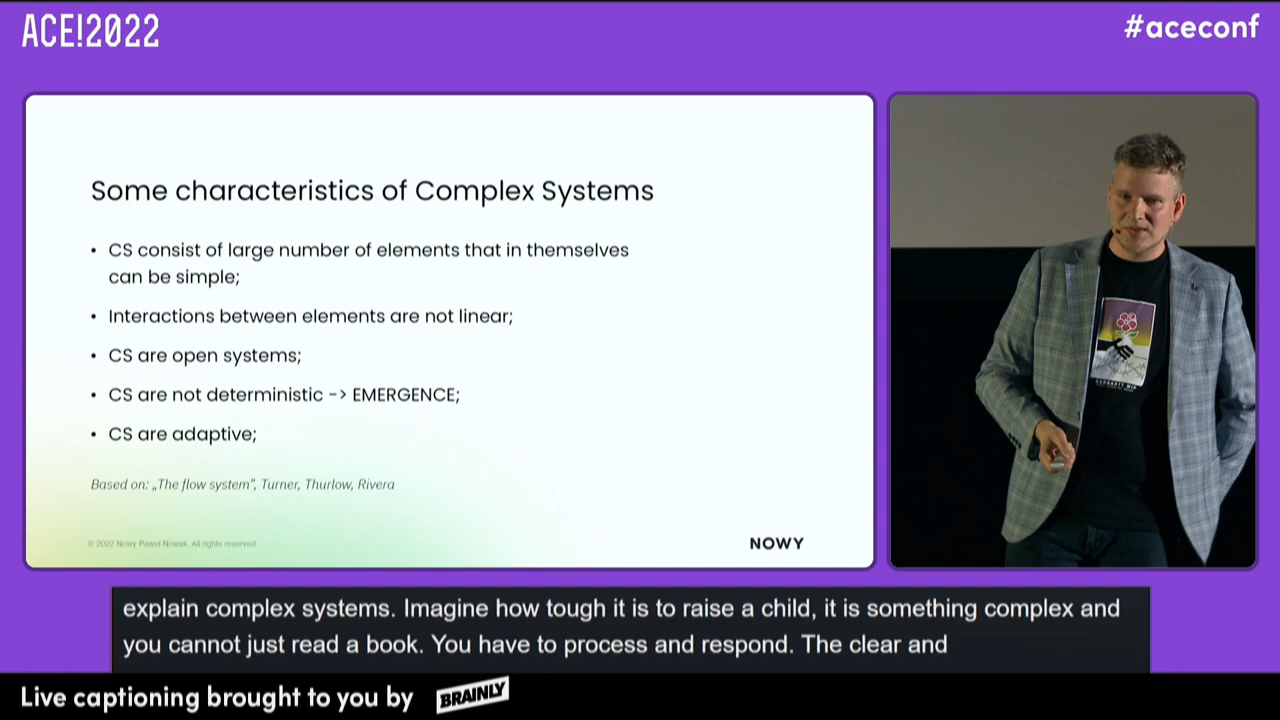 ACE!2022
#aceconf
Some characteristics of Complex Systems
• CS consist of large number of elements that in themselves
can be simple;
• Interactions between elements are not linear;
• CS are open systems;
• CS are not deterministic -> EMERGENCE;
• CS are adaptive;
Based on: „The flow system”, Turner, Thurlow, Rivera
© 2022 Nowy Paweł Nowak. All rights reserved
NOWY
CARHARTT WIP
explain complex systems. Imagine how tough it is to raise a child, it is something complex and
you cannot just read a book. You have to process and respond. The clear and
Live captioning brought to you by BRAINLY